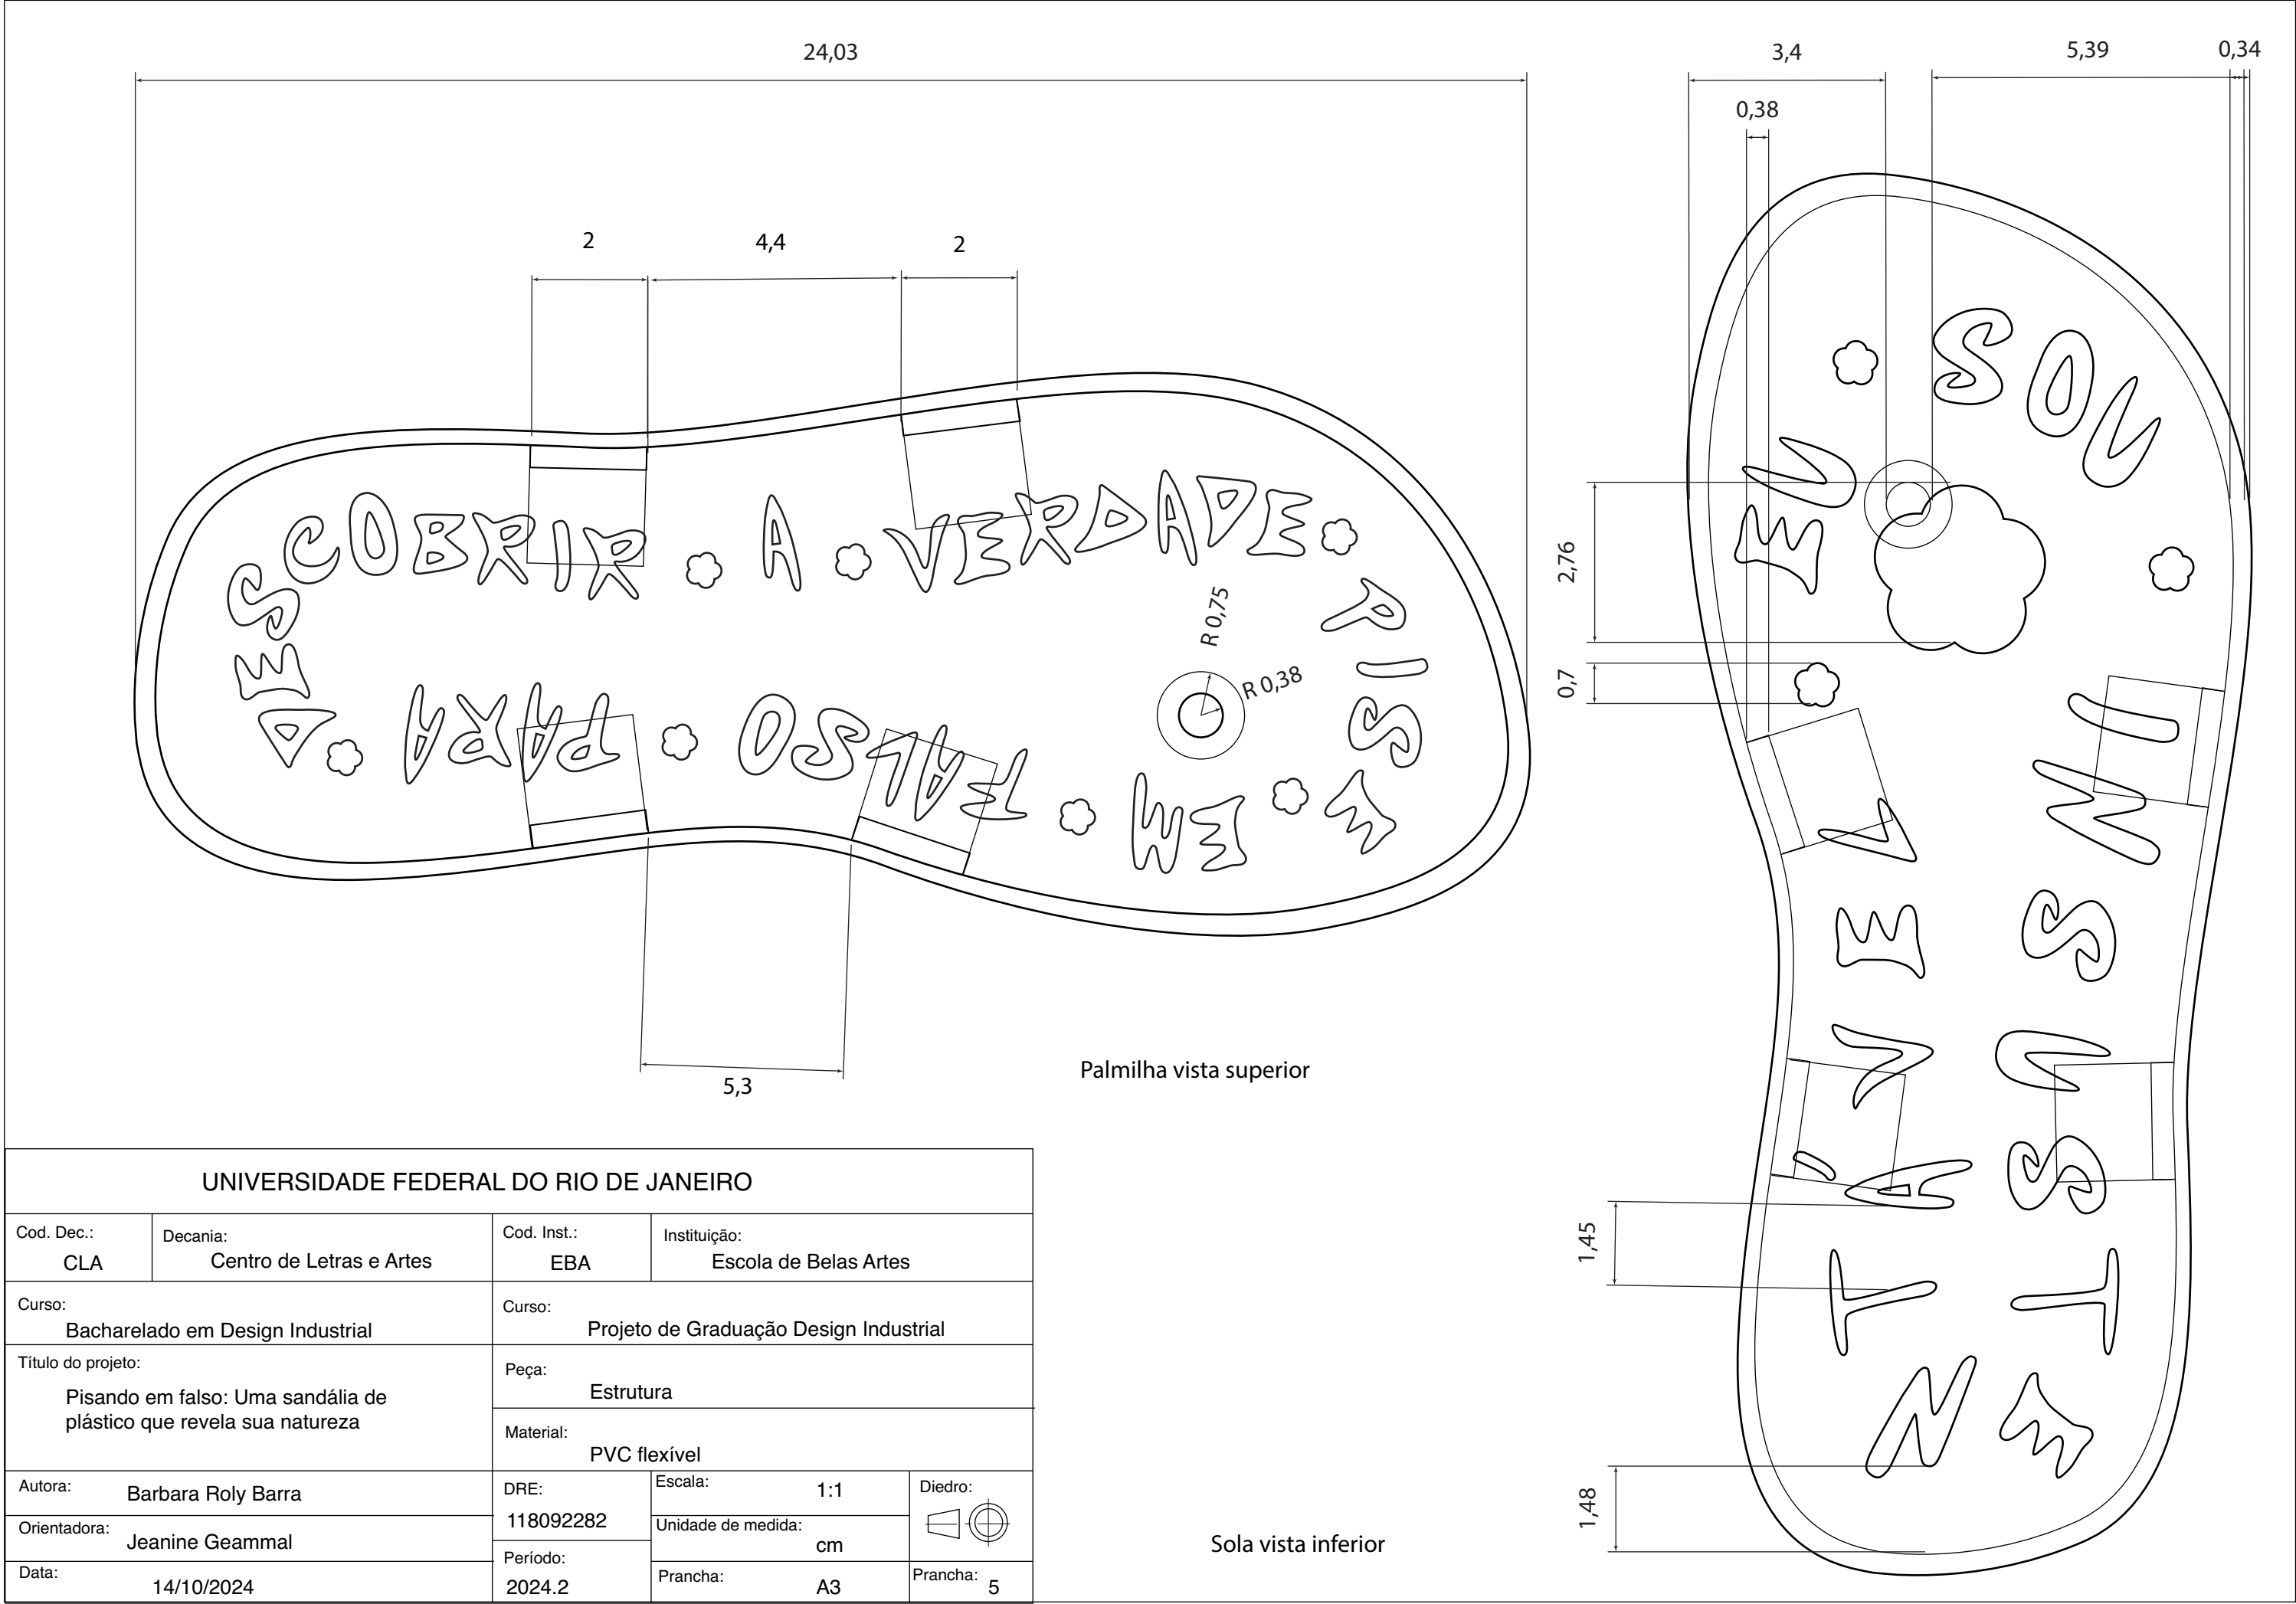 24,03
2
4,4
2
DESCOBRIR A VERDADE
PISE EM FALSO PARA
R 0,75
R 0,38
5,3
Palmilha vista superior
3,4
5,39
0,34
0,38
2,76
0,7
1,45
1,48
EU SOU
INSUSTENTÁVEL
Sola vista inferior
UNIVERSIDADE FEDERAL DO RIO DE JANEIRO
Cod. Dec.:
CLA
Decania:
Centro de Letras e Artes
Cod. Inst.:
EBA
Instituição:
Escola de Belas Artes
Curso:
Bacharelado em Design Industrial
Curso:
Projeto de Graduação Design Industrial
Título do projeto:
Pisando em falso: Uma sandália de
plástico que revela sua natureza
Peça:
Estrutura
Material:
PVC flexível
Autora:
Barbara Roly Barra
DRE:
118092282
Escala:
1:1
Diedro:
Orientadora:
Jeanine Geammal
Unidade de medida:
cm
Data:
14/10/2024
Período:
2024.2
Prancha:
A3
Prancha:
5